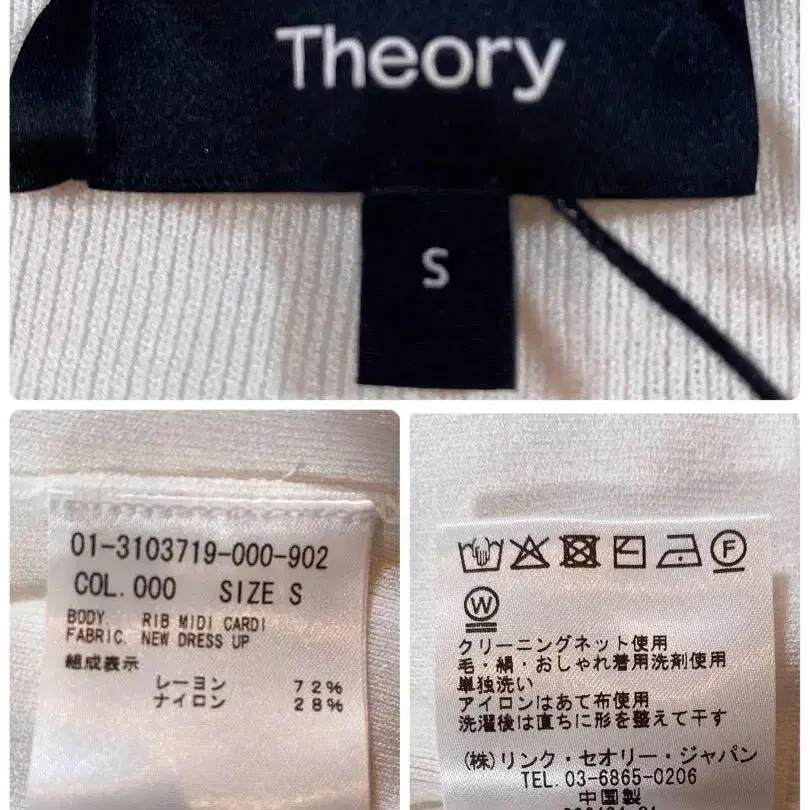 Theory
S
01-3103719-000-902
COL.000 SIZE S
BODY. RIB MIDI CARDI
FABRIC. NEW DRESS UP
組成表示
レーヨン 72%
ナイロン 28%
F
W
クリーニングネット使用
毛・絹・おしゃれ着用洗剤使用
単独洗い
アイロンはあて布使用
洗濯後は直ちに形を整えて干す
(株)リンク・セオリー・ジャパン
TEL.03-6865-0206
中国製